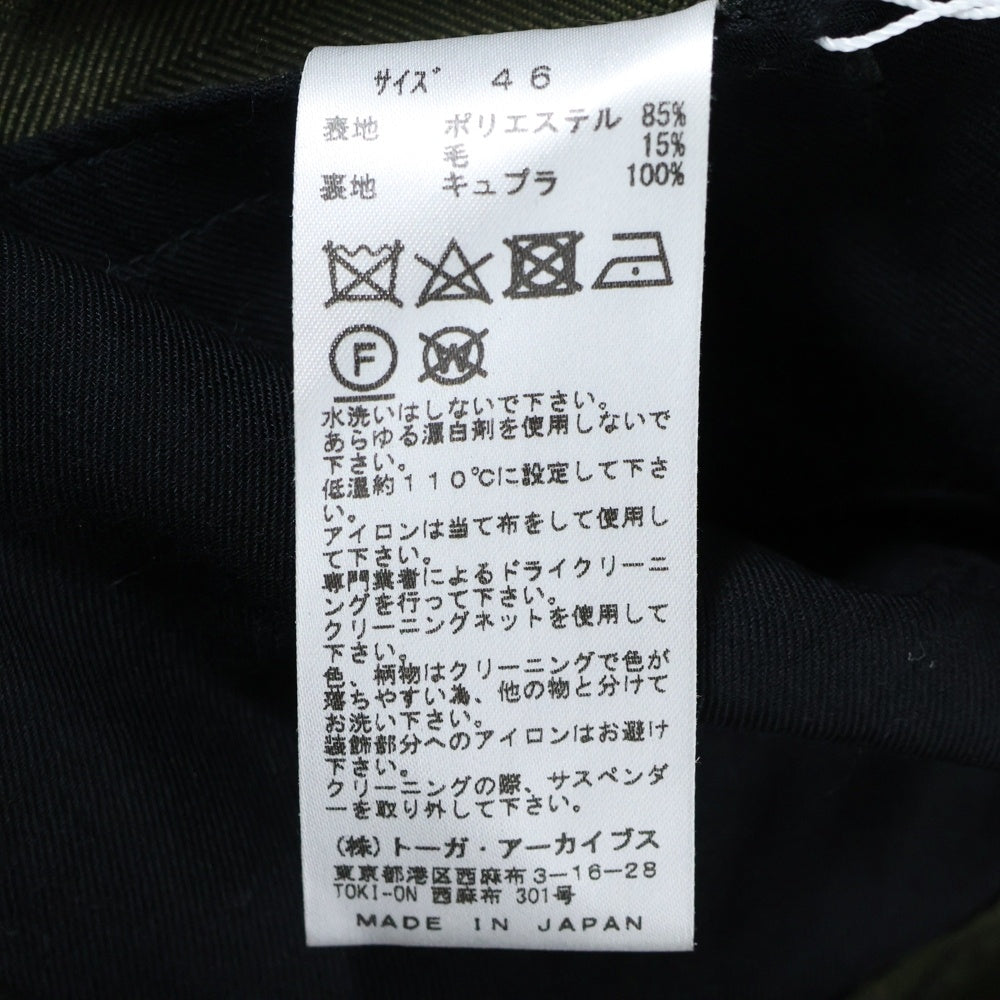 サイズ 46
表地 ポリエステル 85%
毛 15%
裏地 キュプラ 100%
F W
水洗いはしないで下さい。
あらゆる漂白剤を使用しないで
下さい。
低温約110℃に設定して下さ
い。
アイロンは当て布をして使用し
て下さい。
専門業者によるドライクリーニ
ングを行って下さい。
クリーニングネットを使用して
下さい。
色、柄物はクリーニングで色が
落ちやすい為、他の物と分けて
お洗い下さい。
装飾部分へのアイロンはお避け
下さい。
クリーニングの際、サスペンダ
ーを取り外して下さい。
(株)トーガ・アーカイブス
東京都港区西麻布3-16-28
TOKI-ON 西麻布 301号
MADE IN JAPAN